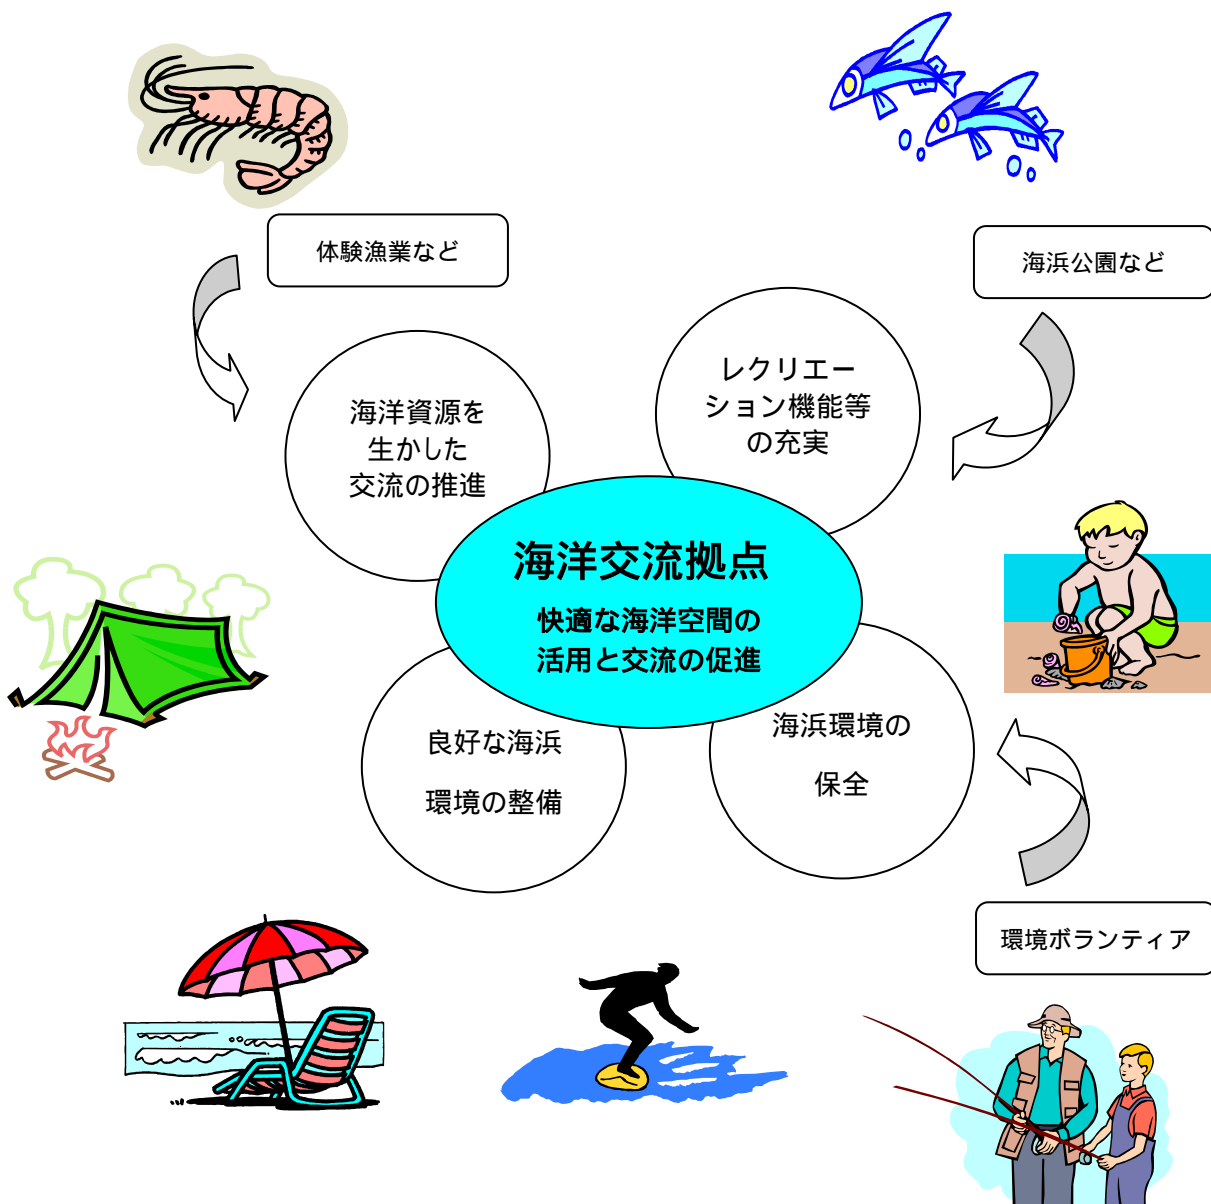 体験漁業など
海浜公園など
レクリエー
ション機能等
の充実
海洋資源を
生かした
交流の推進
海洋交流拠点
快適な海洋空間の
活用と交流の促進
良好な海浜
環境の整備
海浜環境の
保全
環境ボランティア